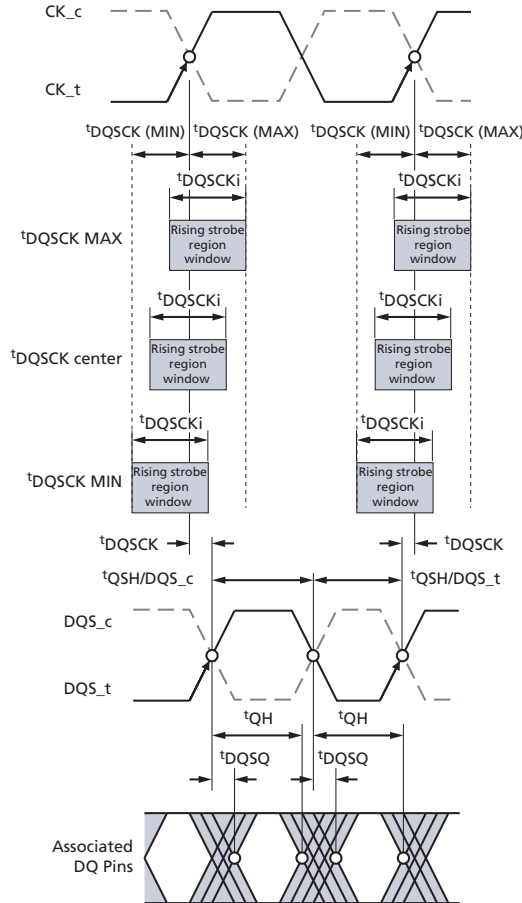 CK_c
CK_t
tDQSCK (MIN) tDQSCK (MAX) tDQSCK (MIN) tDQSCK (MAX)
tDQSCKi tDQSCKi
tDQSCK MAX
Rising strobe
region
window
Rising strobe
region
window
tDQSCKi tDQSCKi
tDQSCK center
Rising strobe
region
window
Rising strobe
region
window
tDQSCKi tDQSCKi
tDQSCK MIN
Rising strobe
region
window
Rising strobe
region
window
tDQSCK tDQSCK
tQSH/DQS_c tQSH/DQS_t
DQS_c
DQS_t
tQH tQH
tDQSQ tDQSQ
Associated
DQ Pins